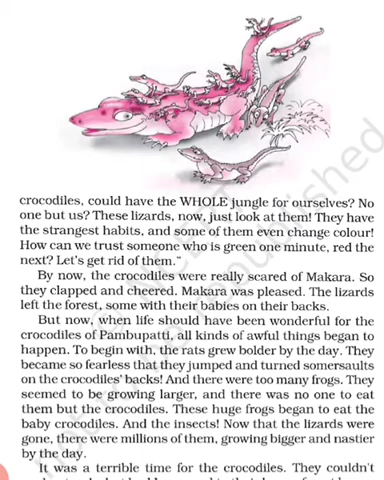 crocodiles, could have the WHOLE jungle for ourselves? No
one but us? These lizards, now, just look at them! They have
the strangest habits, and some of them even change colour!
How can we trust someone who is green one minute, red the
next? Let's get rid of them."
By now, the crocodiles were really scared of Makara. So
they clapped and cheered. Makara was pleased. The lizards
left the forest, some with their babies on their backs.
But now, when life should have been wonderful for the
crocodiles of Pambupatti, all kinds of awful things began to
happen. To begin with, the rats grew bolder by the day. They
became so fearless that they jumped and turned somersaults
on the crocodiles' backs! And there were too many frogs. They
seemed to be growing larger, and there was no one to eat
them but the crocodiles. These huge frogs began to eat the
baby crocodiles. And the insects! Now that the lizards were
gone, there were millions of them, growing bigger and nastier
by the day.
It was a terrible time for the crocodiles. They couldn't